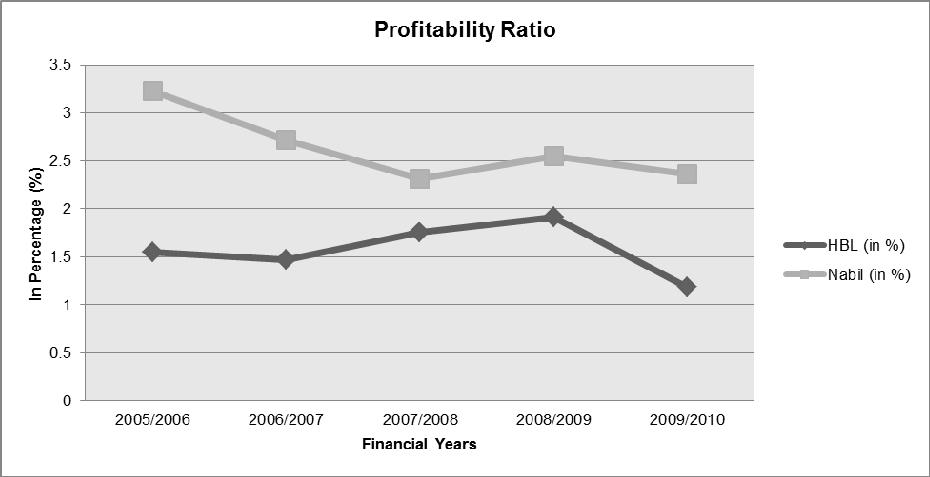 Profitability Ratio
In Percentage (%)
3.5
3
2.5
2
1.5
1
0.5
0
2005/2006 2006/2007 2007/2008 2008/2009 2009/2010
Financial Years
HBL (in %)
Nabil (in %)